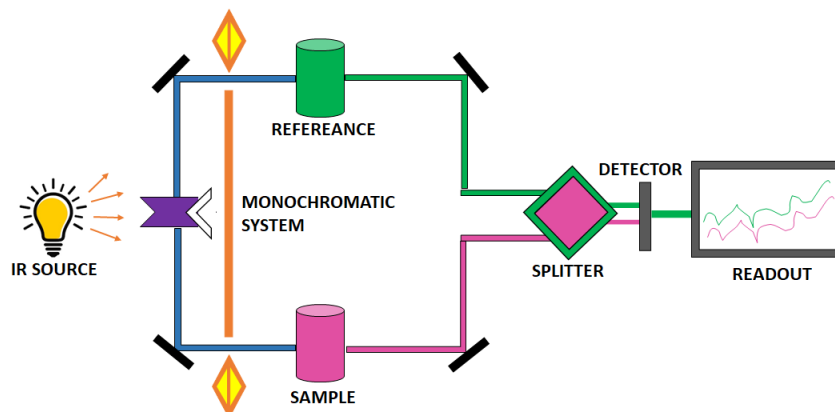 REFEREANCE
DETECTOR
MONOCHROMATIC
SYSTEM
IR SOURCE
SPLITTER
READOUT
SAMPLE